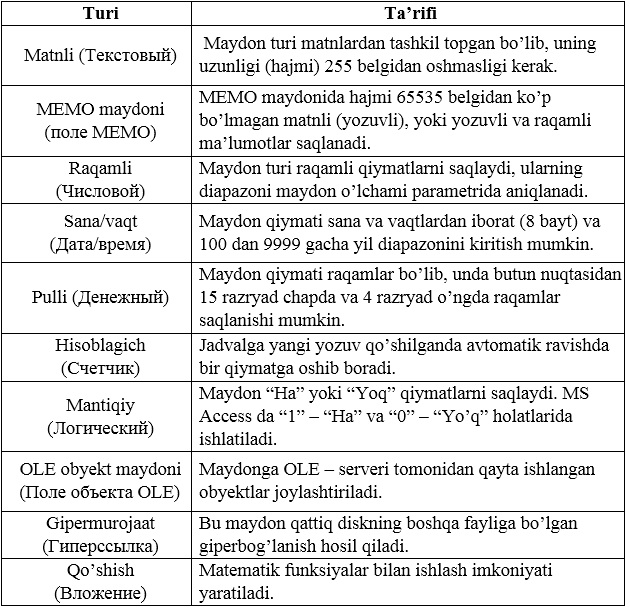 Turi
Ta’rifi
Matnli (Текстовый)
Maydon turi matnlardan tashkil topgan bo’lib, uning
uzunligi (hajmi) 255 belgidan oshmasligi kerak.
MEMO maydoni
(поле МЕМО)
MEMO maydonida hajmi 65535 belgidan ko’p
bo’lmagan matnli (yozuvli), yoki yozuvli va raqamli
ma’lumotlar saqlanadi.
Raqamli
(Числовой)
Maydon turi raqamli qiymatlarni saqlaydi, ularning
diapazoni maydon o’lchami parametrida aniqlanadi.
Sana/vaqt
(Дата/время)
Maydon qiymati sana va vaqtlardan iborat (8 bayt) va
100 dan 9999 gacha yil diapazonini kiritish mumkin.
Pulli (Денежный)
Maydon qiymati raqamlar bo’lib, unda butun nuqtasidan
15 razryad chapda va 4 razryad o’ngda raqamlar
saqlanishi mumkin.
Hisoblagich
(Счетчик)
Jadvalga yangi yozuv qo’shilganda avtomatik ravishda
bir qiymatga oshib boradi.
Mantiqiy
(Логический)
Maydon “Ha” yoki “Yoq” qiymatlarni saqlaydi. MS
Access da “1” – “Ha” va “0” – “Yo’q” holatlarida
ishlatiladi.
OLE obyekt maydoni
(Поле объекта OLE)
Maydonga OLE – serveri tomonidan qayta ishlangan
obyektlar joylashtiriladi.
Gipermurojaat
(Гиперссылка)
Bu maydon qattiq diskning boshqa fayliga bo’lgan
giperbog’lanish hosil qiladi.
Qo’shish
(Вложение)
Matematik funksiyalar bilan ishlash imkoniyati
yaratiladi.